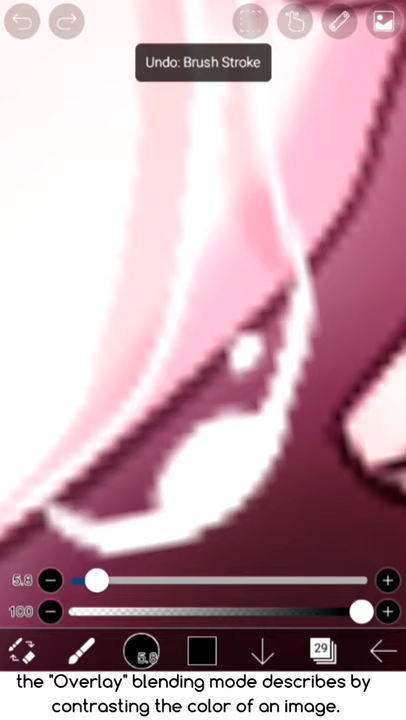 Undo: Brush Stroke
5.8
100
5.8
29
the "Overlay" blending mode describes by
contrasting the color of an image.